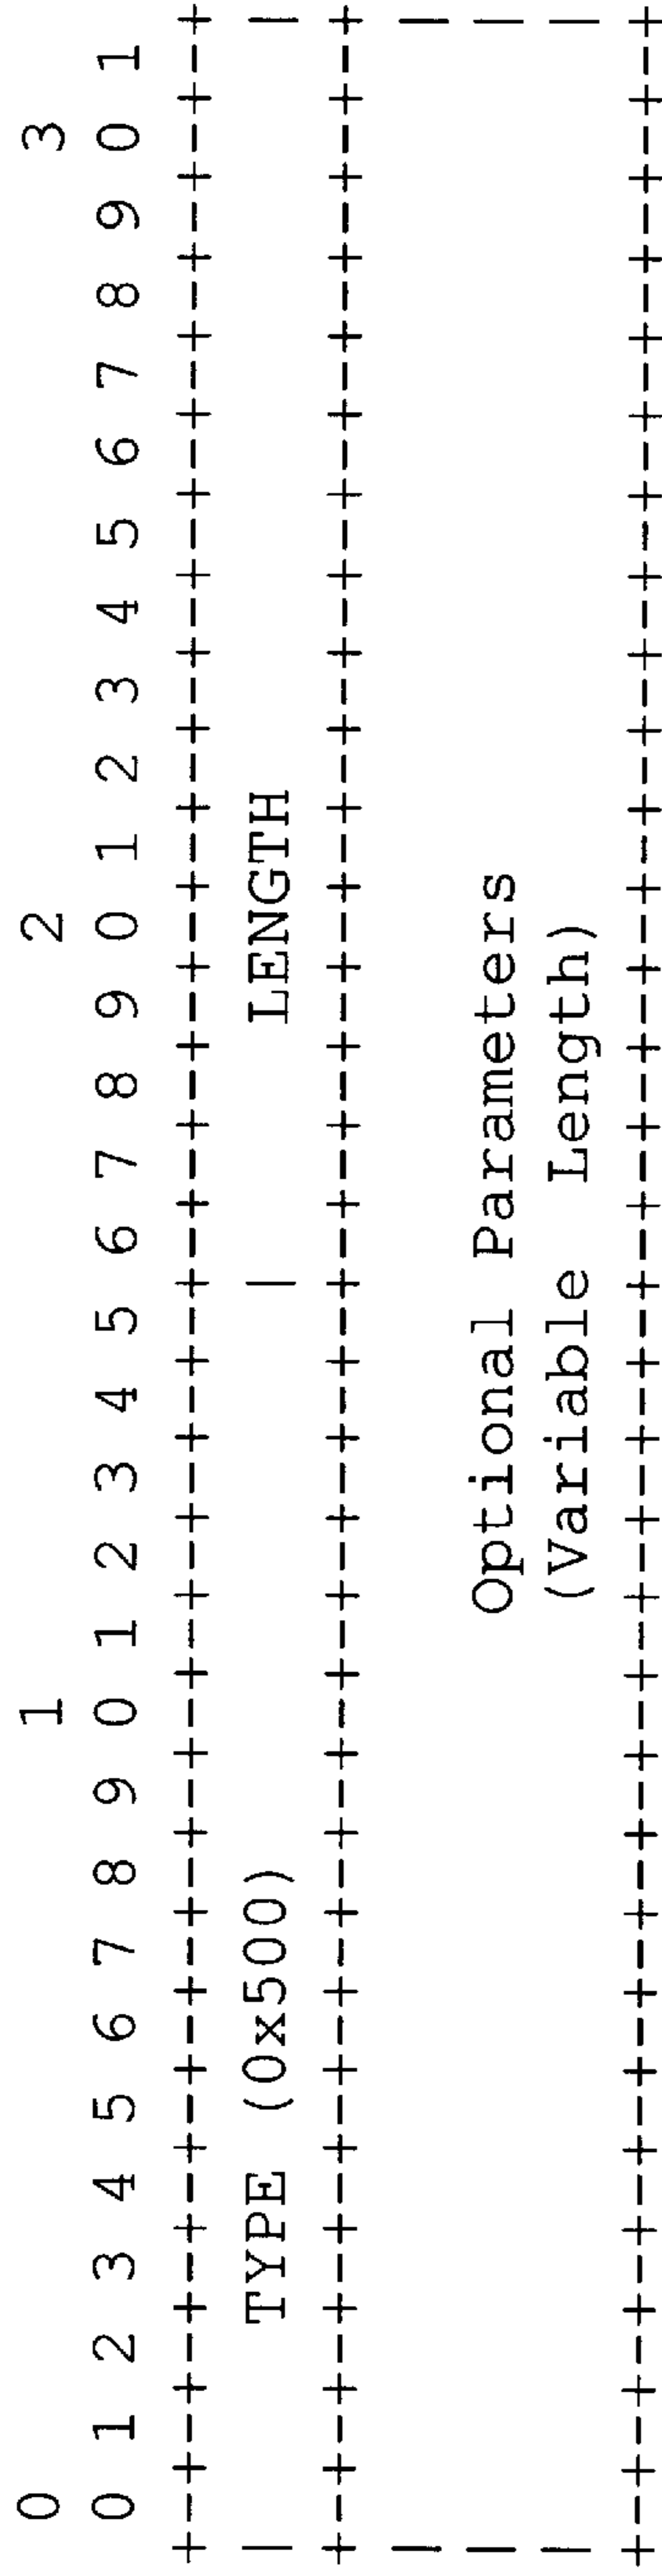 0                   1                   2                   3
 0 1 2 3 4 5 6 7 8 9 0 1 2 3 4 5 6 7 8 9 0 1 2 3 4 5 6 7 8 9 0 1
+-+-+-+-+-+-+-+-+-+-+-+-+-+-+-+-+-+-+-+-+-+-+-+-+-+-+-+-+-+-+-+-+
|     TYPE (0x500)              |      LENGTH                   |
+-+-+-+-+-+-+-+-+-+-+-+-+-+-+-+-+-+-+-+-+-+-+-+-+-+-+-+-+-+-+-+-+
|                                                               |
|                       Optional Parameters                     |
|                       (Variable  Length)                      |
+-+-+-+-+-+-+-+-+-+-+-+-+-+-+-+-+-+-+-+-+-+-+-+-+-+-+-+-+-+-+-+-+